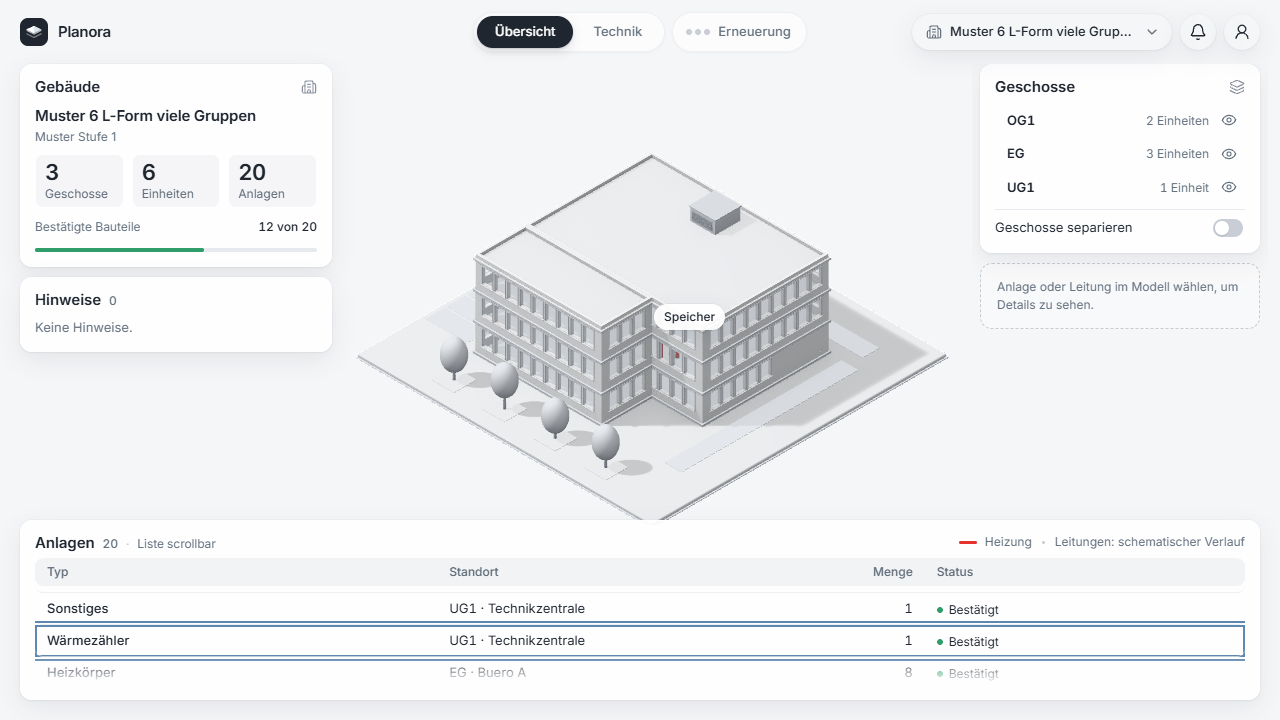 Planora
Übersicht
Technik
Erneuerung
Muster 6 L-Form viele Grup...
Gebäude
Muster 6 L-Form viele Gruppen
Muster Stufe 1
3
Geschosse
6
Einheiten
20
Anlagen
Bestätigte Bauteile
12 von 20
Hinweise 0
Keine Hinweise.
Speicher
Geschosse
OG1 2 Einheiten
EG 3 Einheiten
UG1 1 Einheit
Geschosse separieren
Anlage oder Leitung im Modell wählen, um
Details zu sehen.
Anlagen 20 · Liste scrollbar
Heizung · Leitungen: schematischer Verlauf
Typ Standort Menge Status
Sonstiges UG1 · Technikzentrale 1 Bestätigt
Wärmezähler UG1 · Technikzentrale 1 Bestätigt
Heizkörper EG · Buero A 8 Bestätigt